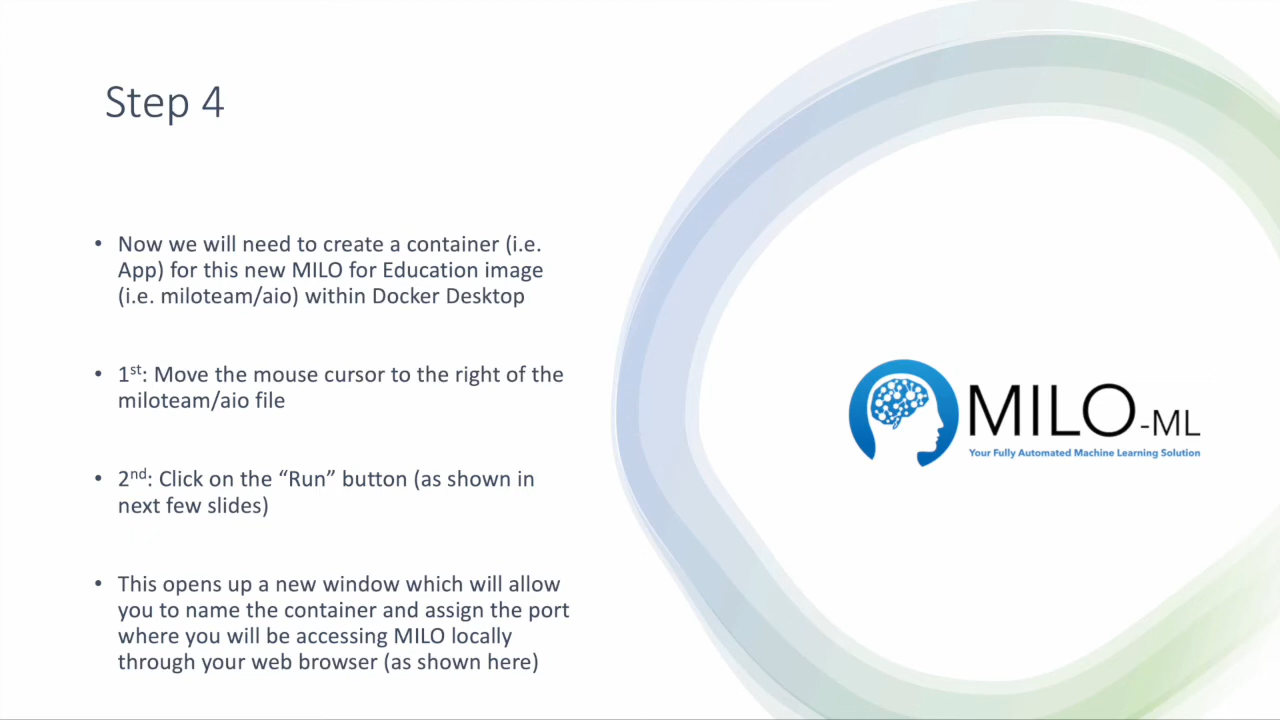 Step 4
• Now we will need to create a container (i.e.
App) for this new MILO for Education image
(i.e. miloteam/aio) within Docker Desktop
• 1st: Move the mouse cursor to the right of the
miloteam/aio file
• 2nd: Click on the “Run” button (as shown in
next few slides)
• This opens up a new window which will allow
you to name the container and assign the port
where you will be accessing MILO locally
through your web browser (as shown here)
MILO-ML
Your Fully Automated Machine Learning Solution